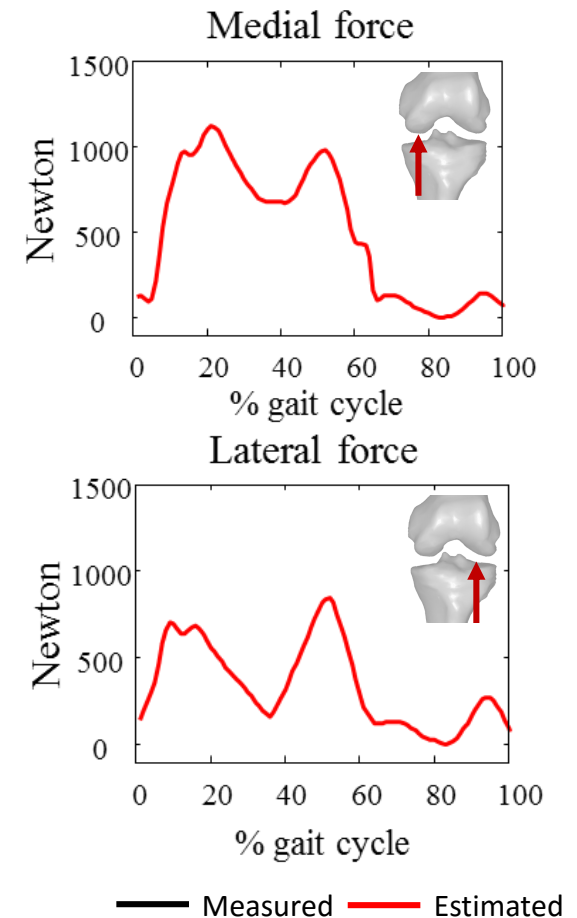 Medial force
1500
1000
500
0
Newton
0 20 40 60 80 100
% gait cycle
Lateral force
1500
1000
500
0
Newton
0 20 40 60 80 100
% gait cycle
Measured Estimated